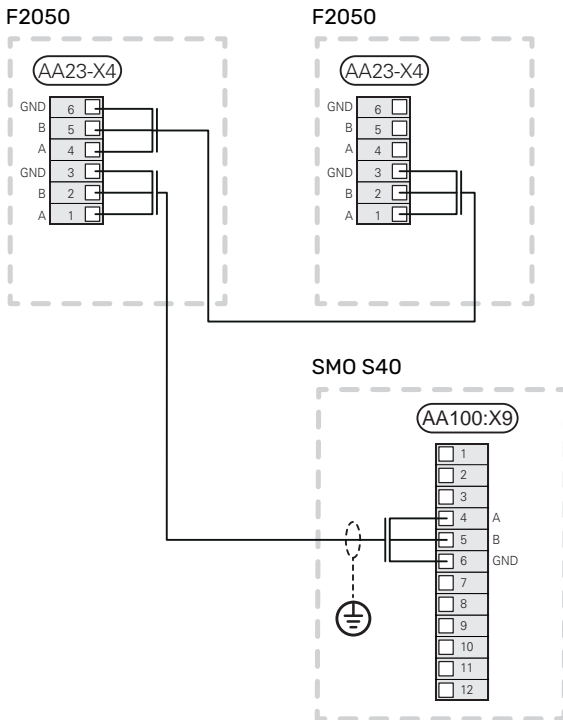 F2050
F2050
AA23-X4
AA23-X4
GND 6
B 5
A 4
GND 3
B 2
A 1
GND 6
B 5
A 4
GND 3
B 2
A 1
SMO S40
AA100:X9
1
2
3
4 A
5 B
6 GND
7
8
9
10
11
12